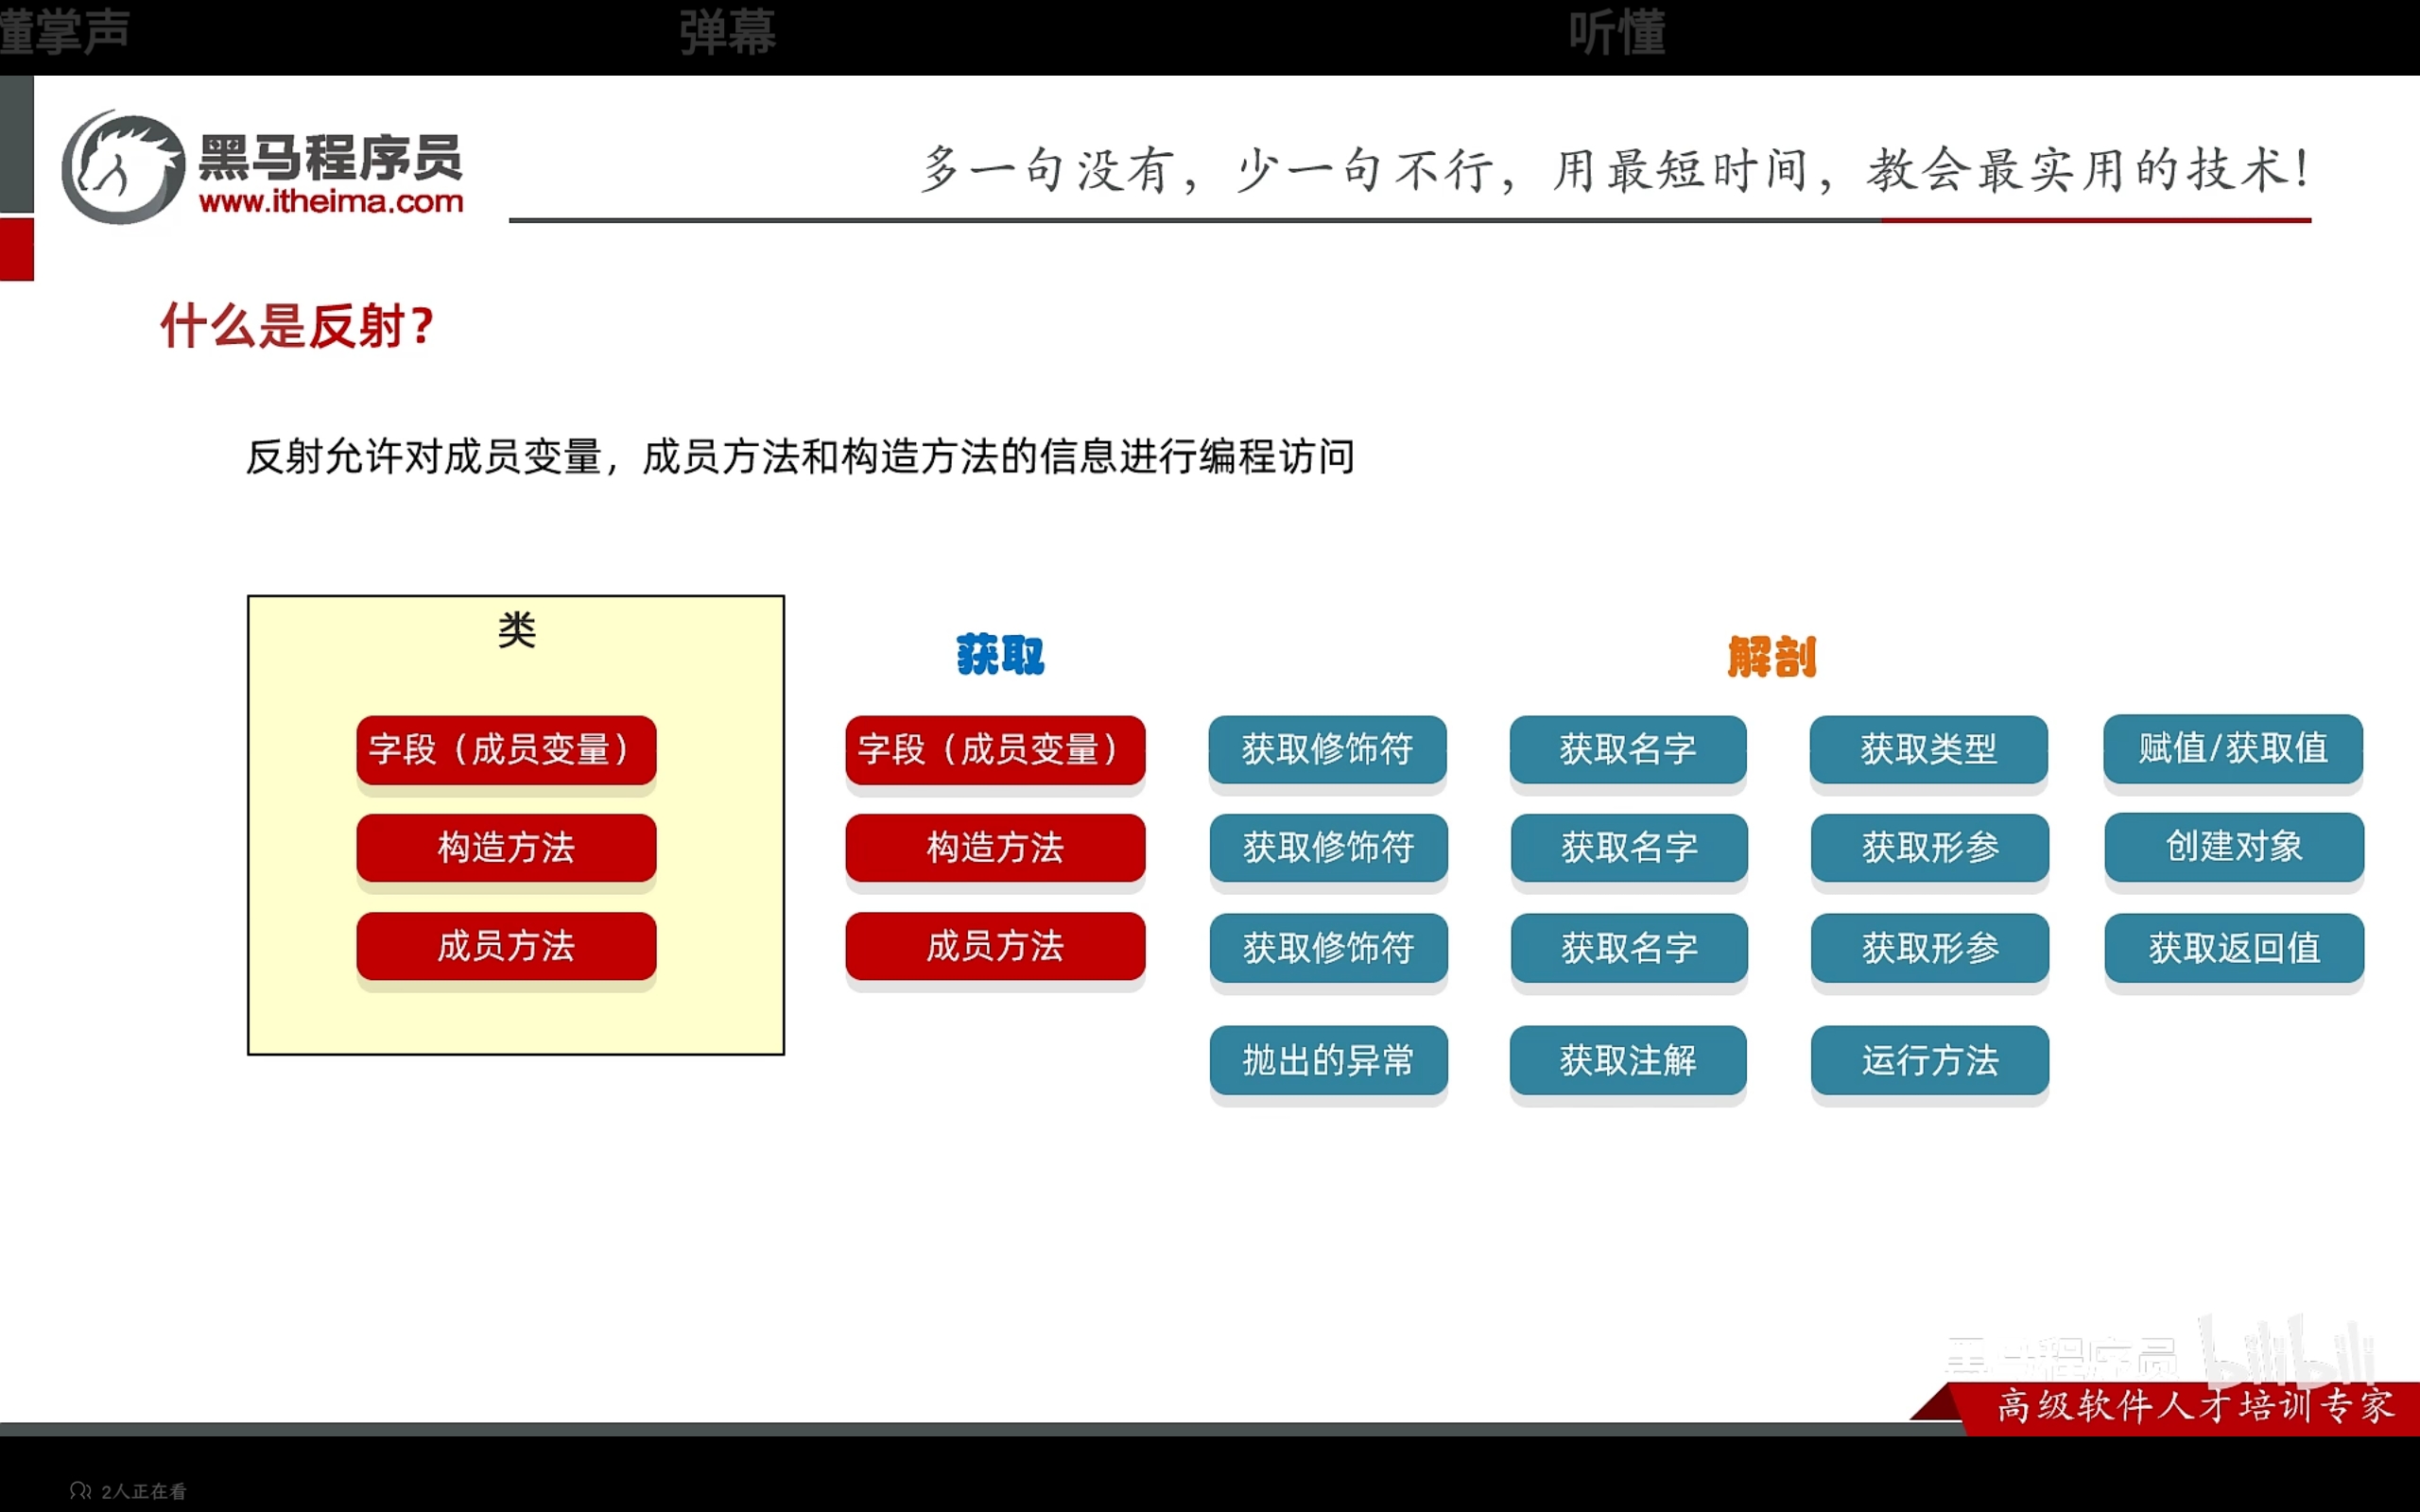 懂掌声 弹幕 听懂
黑马程序员
www.itheima.com
多一句没有，少一句不行，用最短时间，教会最实用的技术！
什么是反射？
反射允许对成员变量，成员方法和构造方法的信息进行编程访问
类
获取 解剖
字段（成员变量） 字段（成员变量） 获取修饰符 获取名字 获取类型 赋值/获取值
构造方法 构造方法 获取修饰符 获取名字 获取形参 创建对象
成员方法 成员方法 获取修饰符 获取名字 获取形参 获取返回值
抛出的异常 获取注解 运行方法
黑马程序员 bilibili
高级软件人才培训专家
2人正在看